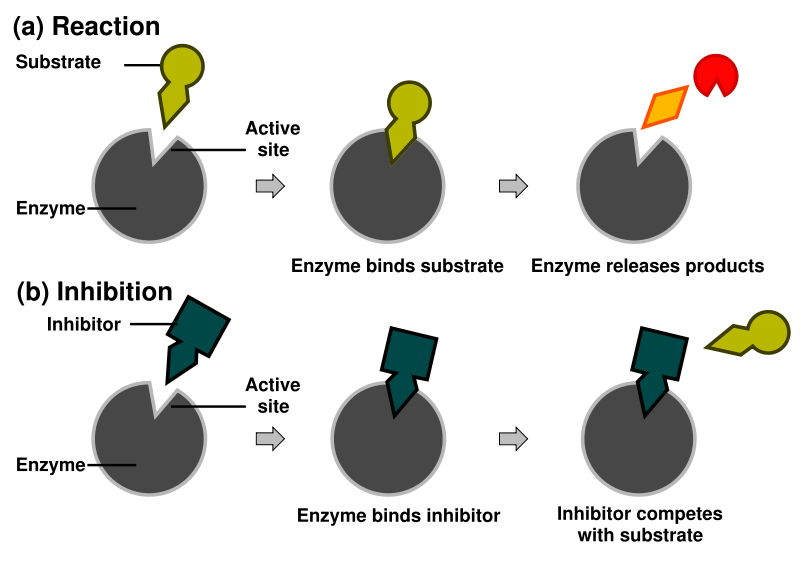 (a) Reaction
Substrate
Active
site
Enzyme
Enzyme binds substrate
Enzyme releases products
(b) Inhibition
Inhibitor
Active
site
Enzyme
Enzyme binds inhibitor
Inhibitor competes
with substrate